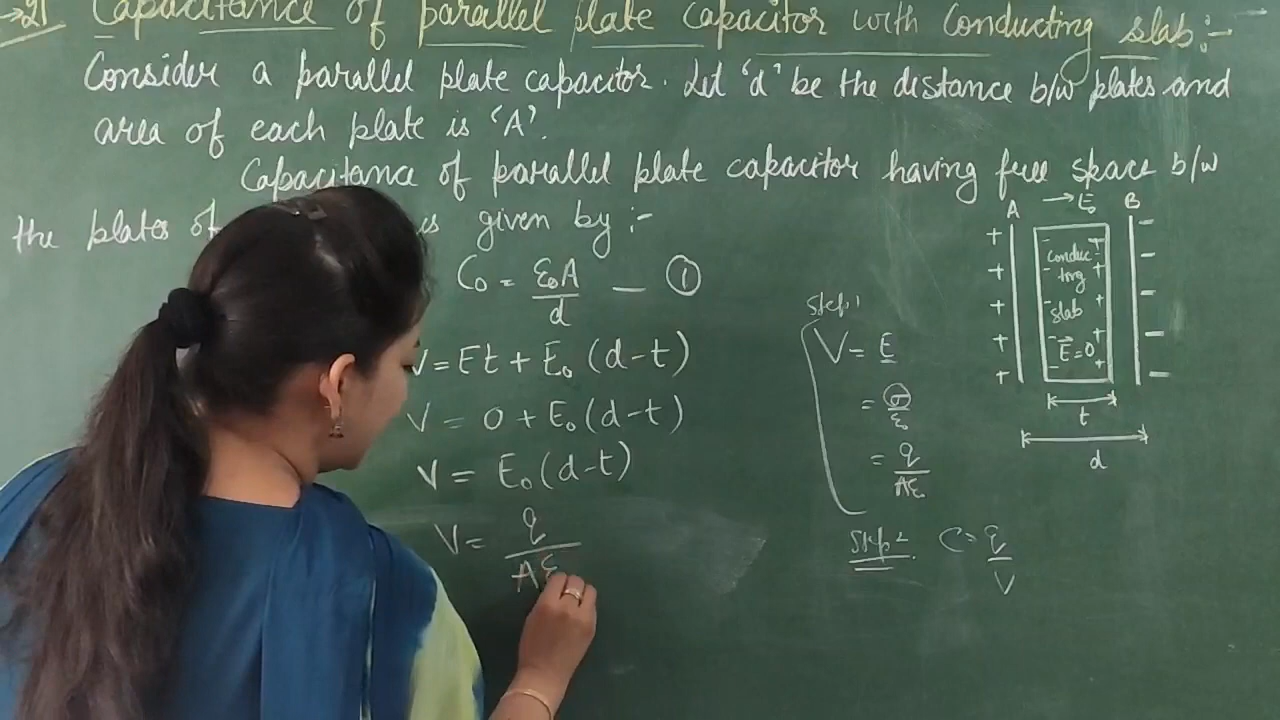 →21 Capacitance of parallel plate capacitor with conducting slab:-
Consider a parallel plate capacitor. Let 'd' be the distance b/w plates and
area of each plate is 'A'.
Capacitance of parallel plate capacitor having free space b/w
the plates of is given by :-
C₀ = ε₀A/d — ①
V = Et + E₀ (d-t)
V = 0 + E₀ (d-t)
V = E₀ (d-t)
V = q/Aε
Step 1
V = E
= σ/ε₀
= q/Aε₀
Step 2 C = q/V
A → E₀ B
+ + + + +
- - - - -
conduc-
ting
slab
E⃗ = 0
- - - - -
+ + + + +
t
d